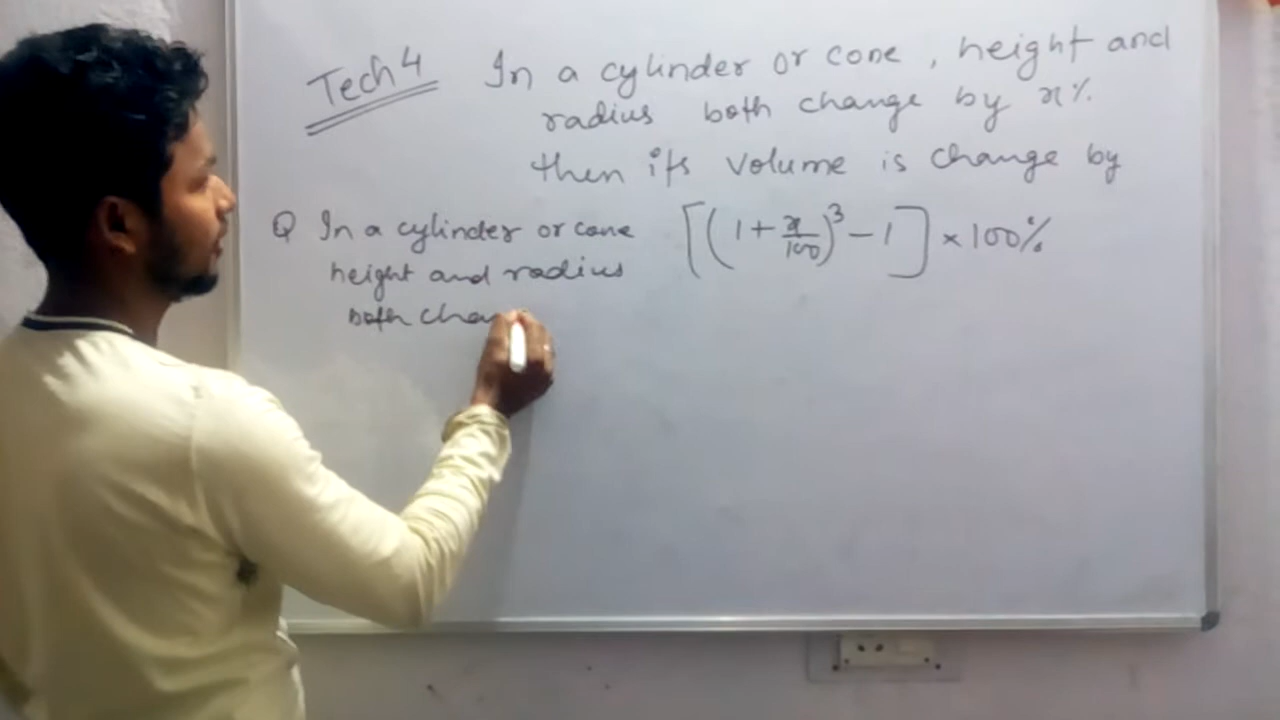 Tech 4 In a cylinder or cone, height and
radius both change by x%
then its volume is change by
[(1+x/100)³-1]×100%
Q In a cylinder or cone
height and radius
both chan